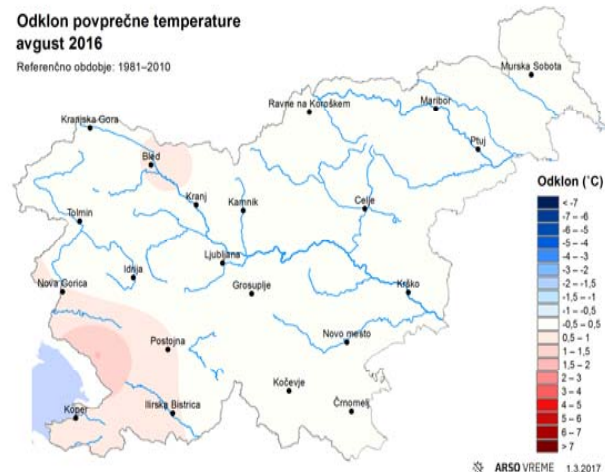 Odklon povprečne temperature
avgust 2016
Referenčno obdobje: 1981–2010
Murska Sobota
Ravne na Koroškem
Maribor
Kranjska Gora
Ptuj
Bled
Kranj
Kamnik
Celje
Tolmin
Ljubljana
Idrija
Nova Gorica
Grosuplje
Krško
Postojna
Novo mesto
Kočevje
Koper
Ilirska Bistrica
Črnomelj
Odklon (°C)
< -7
-7 – -6
-6 – -5
-5 – -4
-4 – -3
-3 – -2
-2 – -1,5
-1,5 – -1
-1 – -0,5
-0,5 – 0,5
0,5 – 1
1 – 1,5
1,5 – 2
2 – 3
3 – 4
4 – 5
5 – 6
6 – 7
> 7
ARSO VREME 1.3.2017